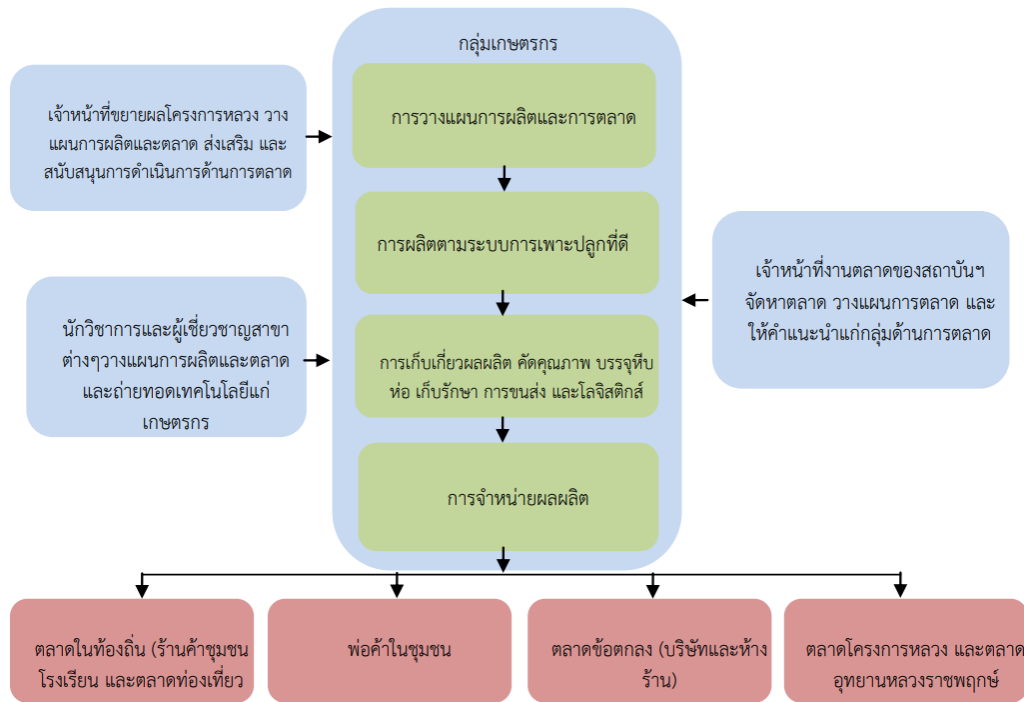 กลุ่มเกษตรกร
เจ้าหน้าที่ขยายผลโครงการหลวง วาง
แผนการผลิตและตลาด ส่งเสริม และ
สนับสนุนการดำเนินการด้านการตลาด
การวางแผนการผลิตและการตลาด
การผลิตตามระบบการเพาะปลูกที่ดี
เจ้าหน้าที่งานตลาดของสถาบันฯ
จัดหาตลาด วางแผนการตลาด และ
ให้คำแนะนำแก่กลุ่มด้านการตลาด
นักวิชาการและผู้เชี่ยวชาญสาขา
ต่างๆวางแผนการผลิตและตลาด
และถ่ายทอดเทคโนโลยีแก่
เกษตรกร
การเก็บเกี่ยวผลผลิต คัดคุณภาพ บรรจุหีบ
ห่อ เก็บรักษา การขนส่ง และโลจิสติกส์
การจำหน่ายผลผลิต
ตลาดในท้องถิ่น (ร้านค้าชุมชน
โรงเรียน และตลาดท่องเที่ยว
พ่อค้าในชุมชน
ตลาดข้อตกลง (บริษัทและห้าง
ร้าน)
ตลาดโครงการหลวง และตลาด
อุทยานหลวงราชพฤกษ์